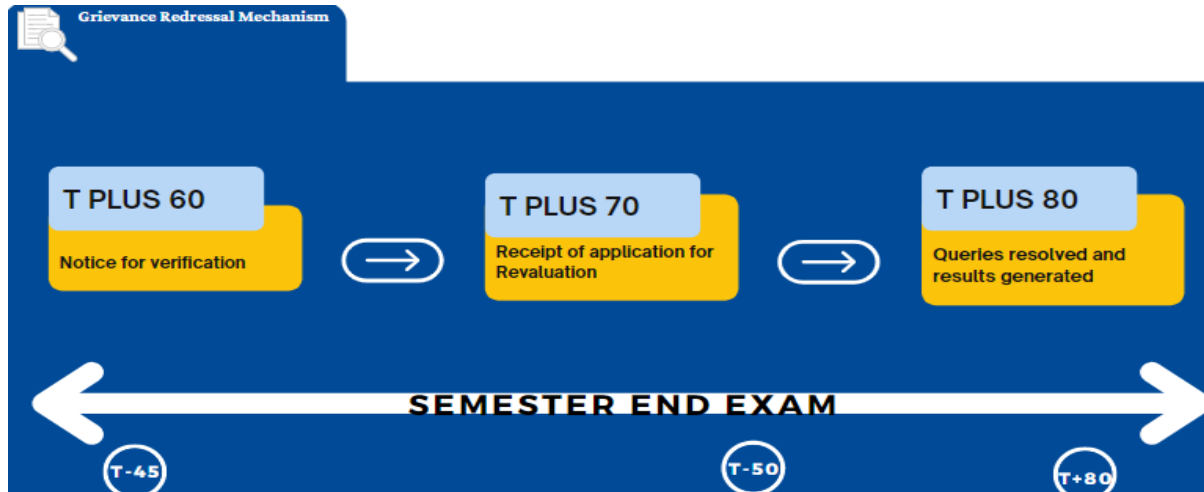 Grievance Redressal Mechanism
T PLUS 60
Notice for verification
T PLUS 70
Receipt of application for
Revaluation
T PLUS 80
Queries resolved and
results generated
SEMESTER END EXAM
T-45
T-50
T+80